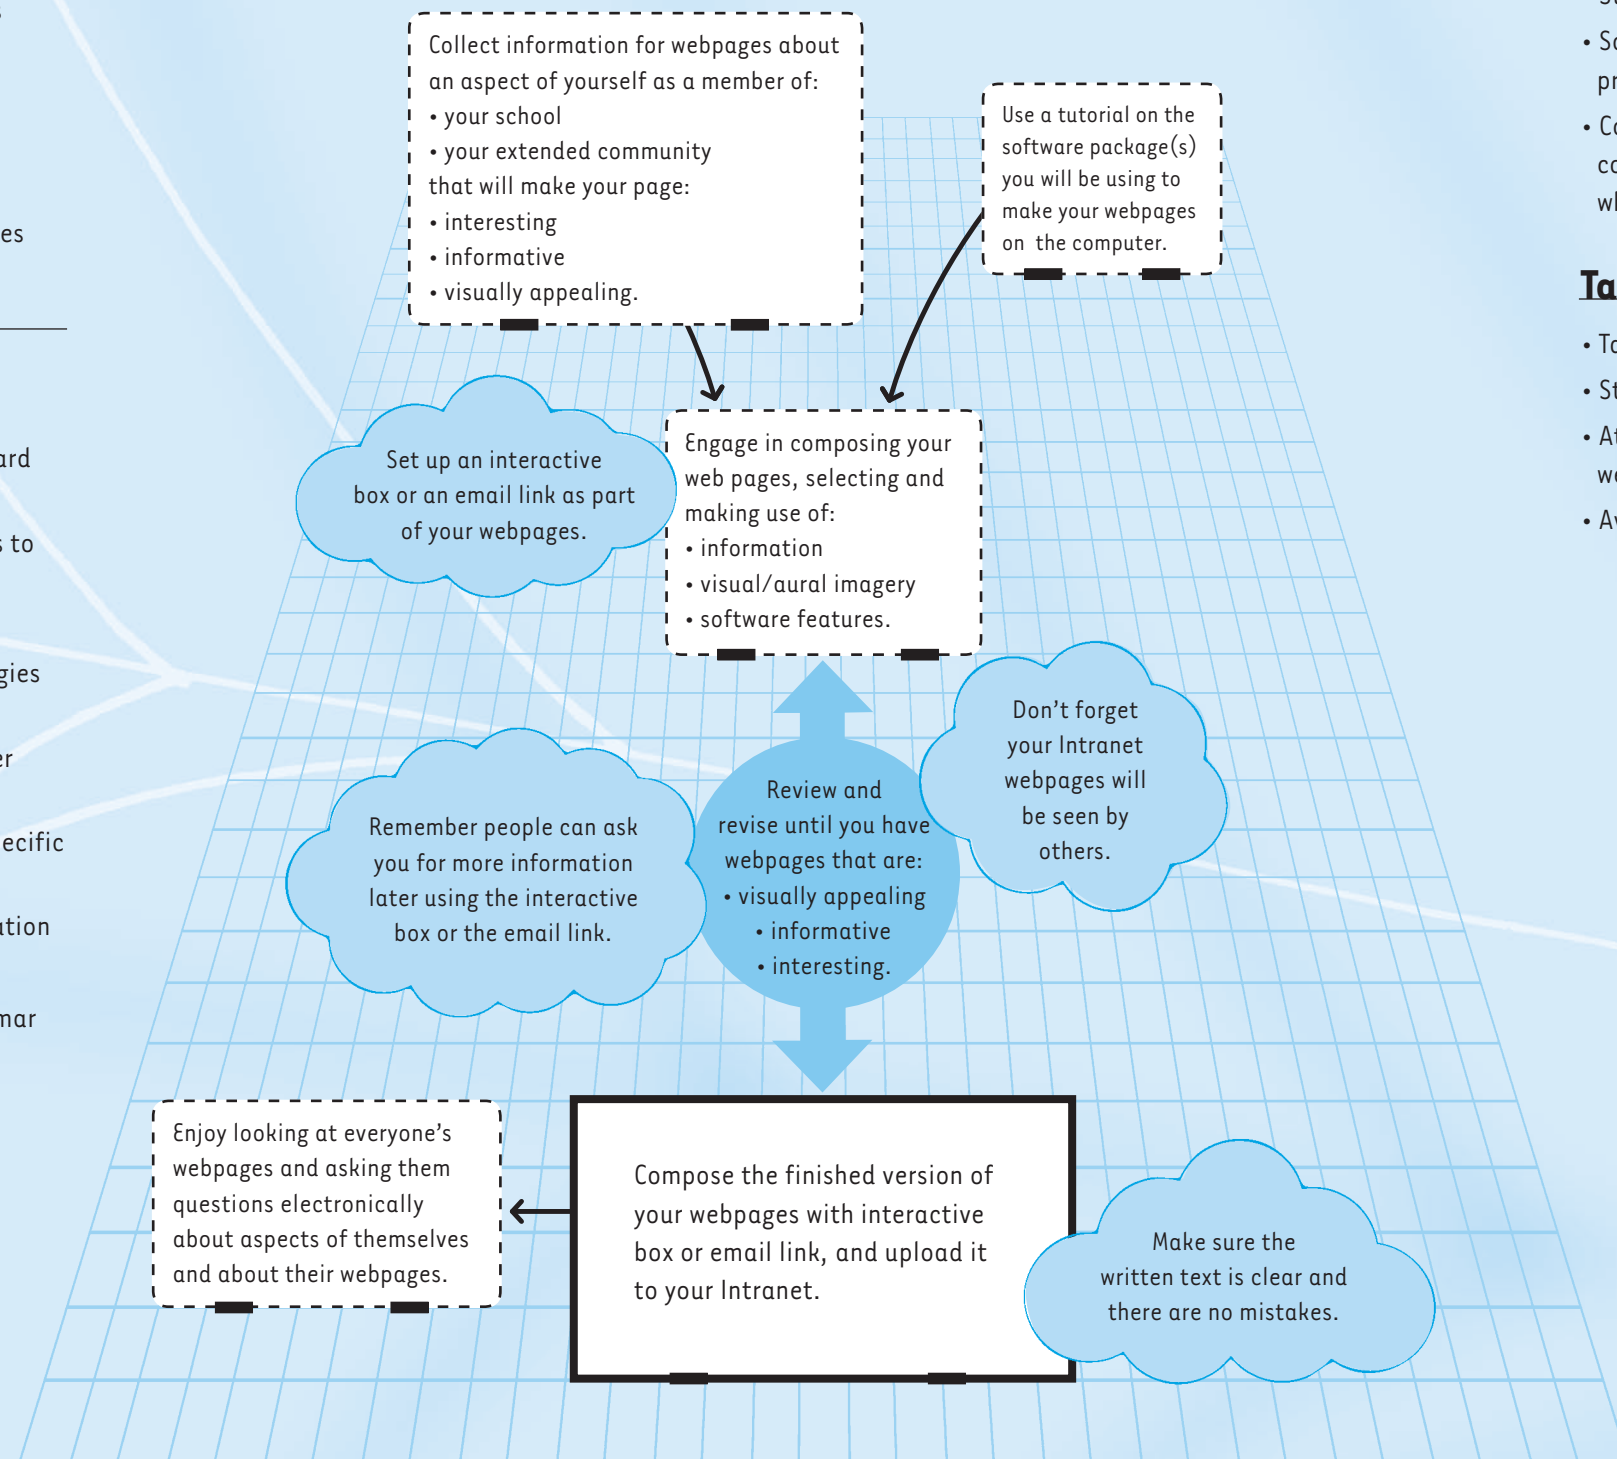 Collect information for webpages about
an aspect of yourself as a member of:
• your school
• your extended community
that will make your page:
• interesting
• informative
• visually appealing.
Use a tutorial on the
software package(s)
you will be using to
make your webpages
on the computer.
Set up an interactive
box or an email link as part
of your webpages.
Engage in composing your
web pages, selecting and
making use of:
• information
• visual/aural imagery
• software features.
Don't forget
your Intranet
webpages will
be seen by
others.
Remember people can ask
you for more information
later using the interactive
box or the email link.
Review and
revise until you have
webpages that are:
• visually appealing
• informative
• interesting.
Enjoy looking at everyone's
webpages and asking them
questions electronically
about aspects of themselves
and about their webpages.
Compose the finished version of
your webpages with interactive
box or email link, and upload it
to your Intranet.
Make sure the
written text is clear and
there are no mistakes.
es
ard
s to
gies
er
ecific
ation
mar